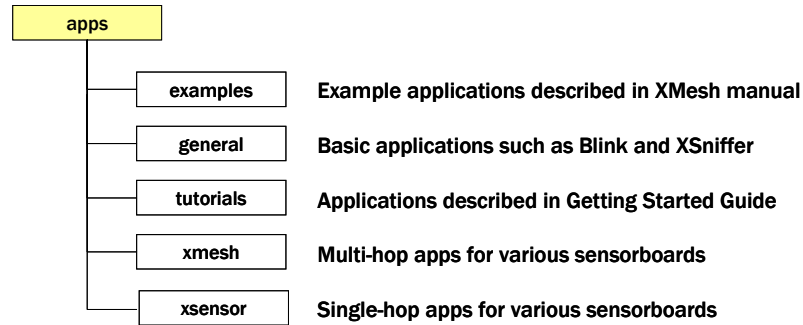 apps
examples Example applications described in XMesh manual
general Basic applications such as Blink and XSniffer
tutorials Applications described in Getting Started Guide
xmesh Multi-hop apps for various sensorboards
xsensor Single-hop apps for various sensorboards